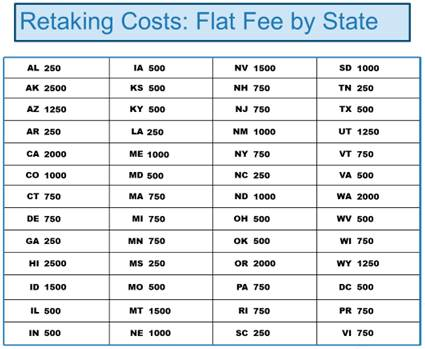 Retaking Costs: Flat Fee by State
AL 250 IA 500 NV 1500 SD 1000
AK 2500 KS 500 NH 750 TN 250
AZ 1250 KY 500 NJ 750 TX 500
AR 250 LA 250 NM 1000 UT 1250
CA 2000 ME 1000 NY 750 VT 750
CO 1000 MD 500 NC 250 VA 500
CT 750 MA 750 ND 1000 WA 2000
DE 750 MI 750 OH 500 WV 500
GA 250 MN 750 OK 500 WI 750
HI 2500 MS 250 OR 2000 WY 1250
ID 1500 MO 500 PA 750 DC 500
IL 500 MT 1500 RI 750 PR 750
IN 500 NE 1000 SC 250 VI 750